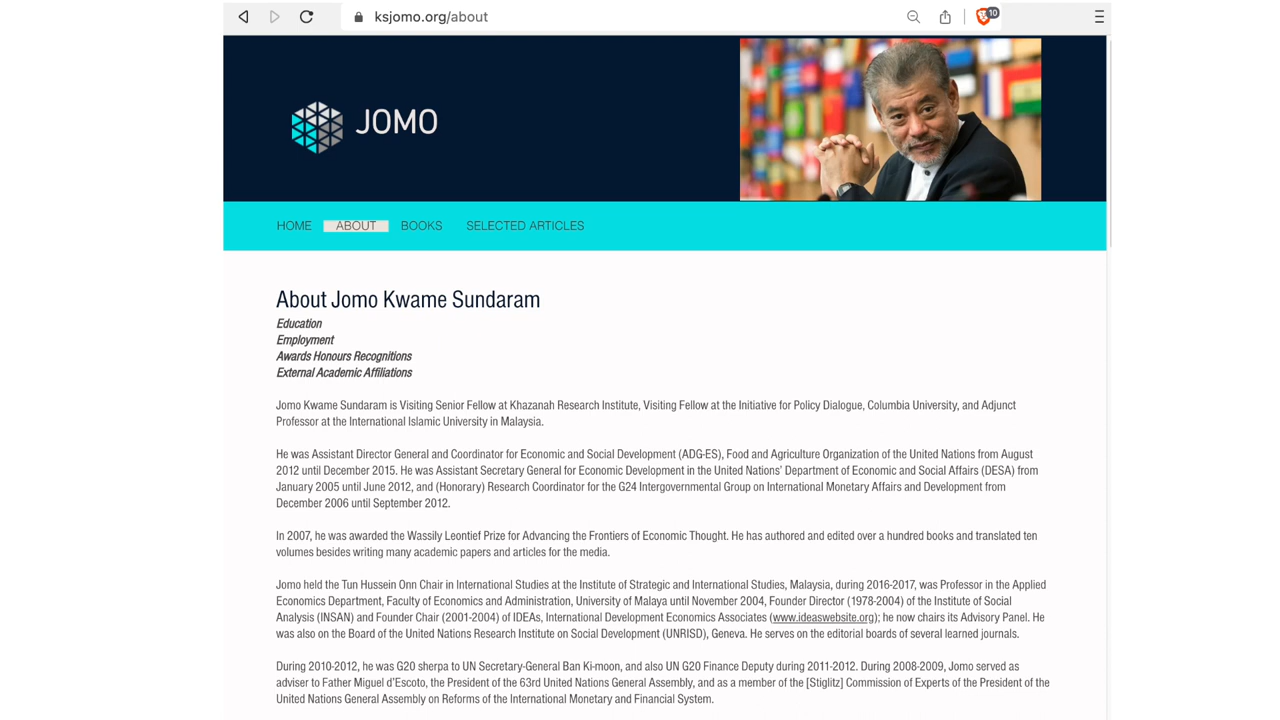 ksjomo.org/about
10
JOMO
HOME ABOUT BOOKS SELECTED ARTICLES
About Jomo Kwame Sundaram
Education
Employment
Awards Honours Recognitions
External Academic Affiliations
Jomo Kwame Sundaram is Visiting Senior Fellow at Khazanah Research Institute, Visiting Fellow at the Initiative for Policy Dialogue, Columbia University, and Adjunct
Professor at the International Islamic University in Malaysia.
He was Assistant Director General and Coordinator for Economic and Social Development (ADG-ES), Food and Agriculture Organization of the United Nations from August
2012 until December 2015. He was Assistant Secretary General for Economic Development in the United Nations' Department of Economic and Social Affairs (DESA) from
January 2005 until June 2012, and (Honorary) Research Coordinator for the G24 Intergovernmental Group on International Monetary Affairs and Development from
December 2006 until September 2012.
In 2007, he was awarded the Wassily Leontief Prize for Advancing the Frontiers of Economic Thought. He has authored and edited over a hundred books and translated ten
volumes besides writing many academic papers and articles for the media.
Jomo held the Tun Hussein Onn Chair in International Studies at the Institute of Strategic and International Studies, Malaysia, during 2016-2017, was Professor in the Applied
Economics Department, Faculty of Economics and Administration, University of Malaya until November 2004, Founder Director (1978-2004) of the Institute of Social
Analysis (INSAN) and Founder Chair (2001-2004) of IDEAs, International Development Economics Associates (www.ideaswebsite.org); he now chairs its Advisory Panel. He
was also on the Board of the United Nations Research Institute on Social Development (UNRISD), Geneva. He serves on the editorial boards of several learned journals.
During 2010-2012, he was G20 sherpa to UN Secretary-General Ban Ki-moon, and also UN G20 Finance Deputy during 2011-2012. During 2008-2009, Jomo served as
adviser to Father Miguel d'Escoto, the President of the 63rd United Nations General Assembly, and as a member of the [Stiglitz] Commission of Experts of the President of the
United Nations General Assembly on Reforms of the International Monetary and Financial System.